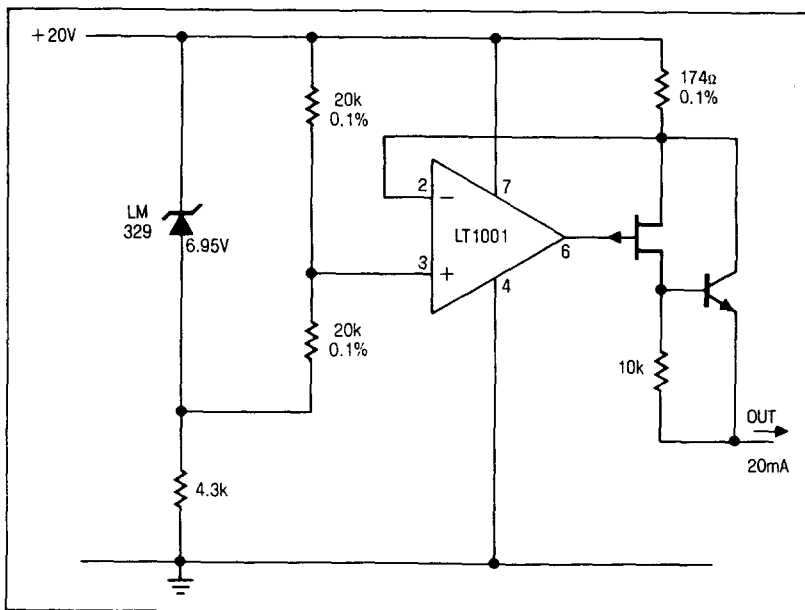 +20V
20k
0.1%
174Ω
0.1%
LM
329
6.95V
2
−
7
LT1001
6
3
+
4
20k
0.1%
10k
OUT
20mA
4.3k